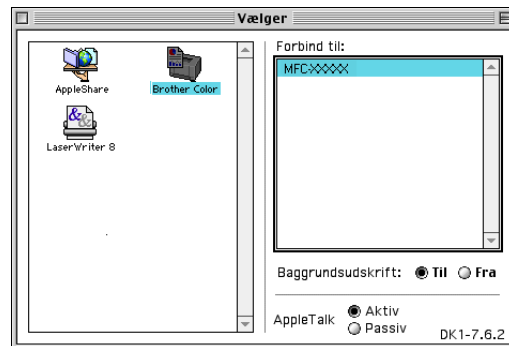 Vælger
AppleShare
Brother Color
LaserWriter 8
Forbind til:
MFC-XXXXX
Baggrundsudskrift: Til Fra
AppleTalk Aktiv
Passiv
DK1-7.6.2